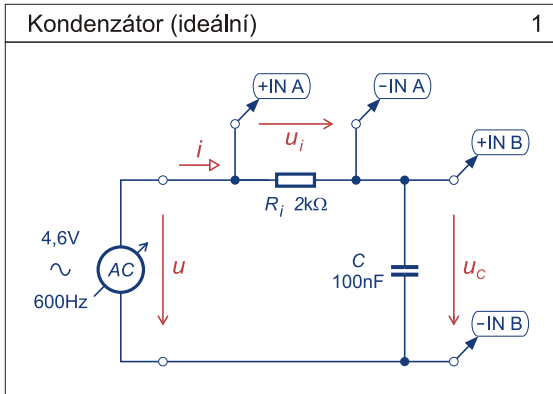 Kondenzátor (ideální) 1
+IN A
−IN A
u_i
i
+IN B
R_i 2kΩ
4,6V
∼
600Hz
AC
u
C
100nF
u_C
−IN B